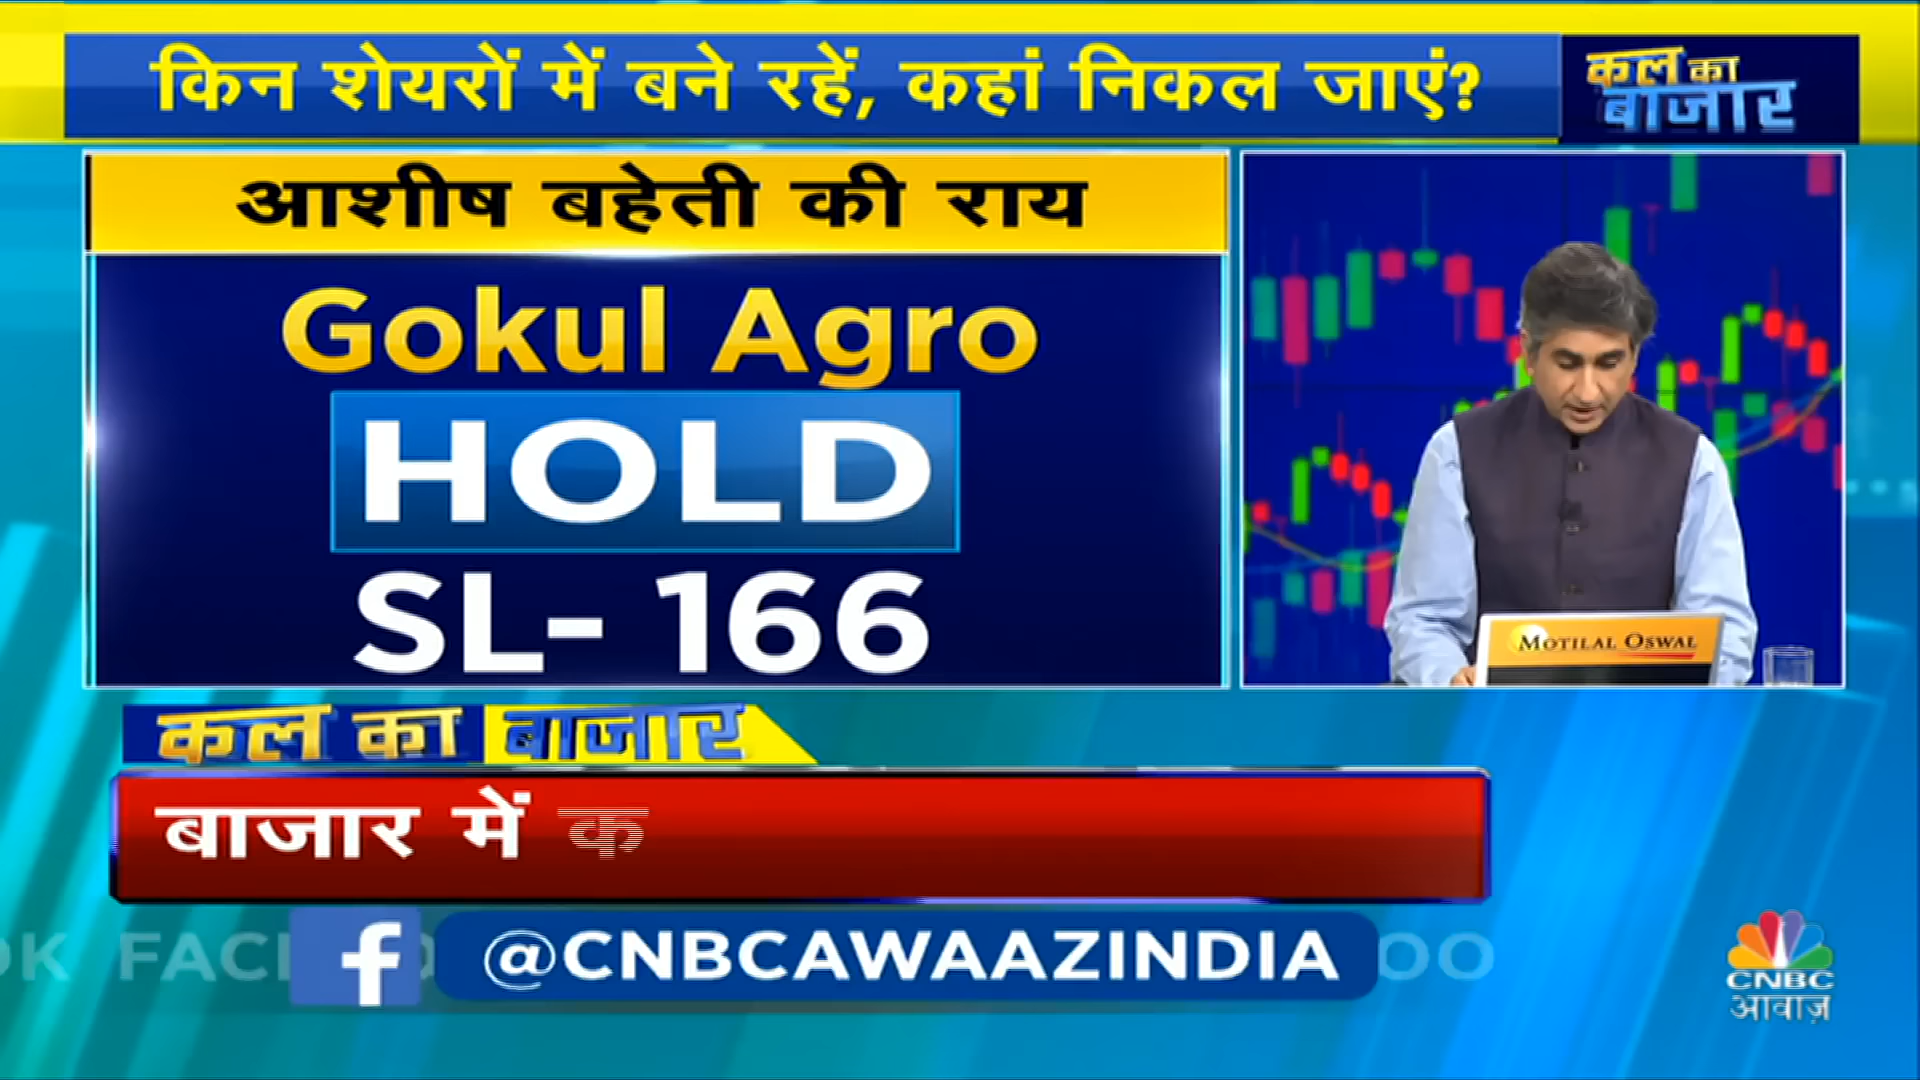 किन शेयरों में बने रहें, कहां निकल जाएं?
कल का
बाजार
आशीष बहेती की राय
Gokul Agro
HOLD
SL- 166
MOTILAL OSWAL
कल का बाजार
बाजार में क
@CNBCAWAAZINDIA
CNBC
आवाज़